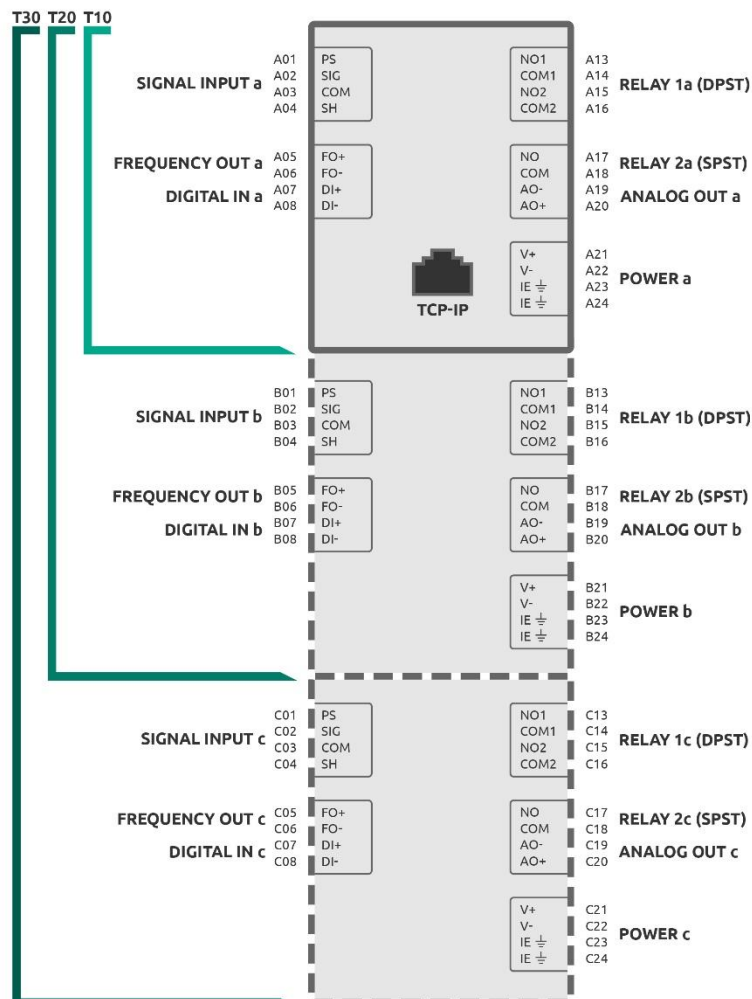 T30 T20 T10
SIGNAL INPUT a
A01 PS
A02 SIG
A03 COM
A04 SH
NO1 A13
COM1 A14
NO2 A15
COM2 A16
RELAY 1a (DPST)
FREQUENCY OUT a
DIGITAL IN a
A05 FO+
A06 FO-
A07 DI+
A08 DI-
NO A17
COM A18
AO- A19
AO+ A20
RELAY 2a (SPST)
ANALOG OUT a
TCP-IP
V+ A21
V- A22
IE A23
IE A24
POWER a
SIGNAL INPUT b
B01 PS
B02 SIG
B03 COM
B04 SH
NO1 B13
COM1 B14
NO2 B15
COM2 B16
RELAY 1b (DPST)
FREQUENCY OUT b
DIGITAL IN b
B05 FO+
B06 FO-
B07 DI+
B08 DI-
NO B17
COM B18
AO- B19
AO+ B20
RELAY 2b (SPST)
ANALOG OUT b
V+ B21
V- B22
IE B23
IE B24
POWER b
SIGNAL INPUT c
C01 PS
C02 SIG
C03 COM
C04 SH
NO1 C13
COM1 C14
NO2 C15
COM2 C16
RELAY 1c (DPST)
FREQUENCY OUT c
DIGITAL IN c
C05 FO+
C06 FO-
C07 DI+
C08 DI-
NO C17
COM C18
AO- C19
AO+ C20
RELAY 2c (SPST)
ANALOG OUT c
V+ C21
V- C22
IE C23
IE C24
POWER c